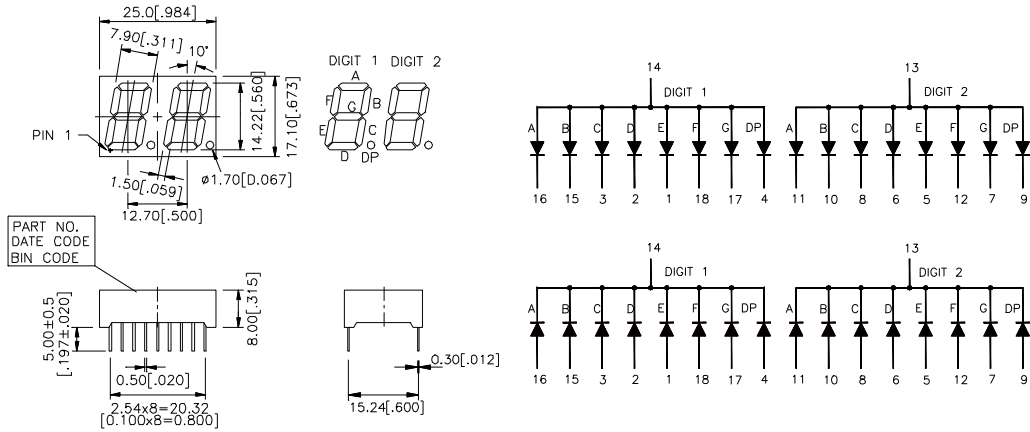 25.0[.984]
7.90[.311]
10°
PIN 1
1.50[.059]
ø1.70[D.067]
12.70[.500]
14.22[.560]
17.10[.673]
DIGIT 1 DIGIT 2
A
F G B
E C
D DP
14
DIGIT 1
A B C D E F G DP
16 15 3 2 1 18 17 4
13
DIGIT 2
A B C D E F G DP
11 10 8 6 5 12 7 9
PART NO.
DATE CODE
BIN CODE
5.00±0.5
[.197±.020]
8.00[.315]
0.50[.020]
2.54x8=20.32
[0.100x8=0.800]
0.30[.012]
15.24[.600]
14
DIGIT 1
A B C D E F G DP
16 15 3 2 1 18 17 4
13
DIGIT 2
A B C D E F G DP
11 10 8 6 5 12 7 9